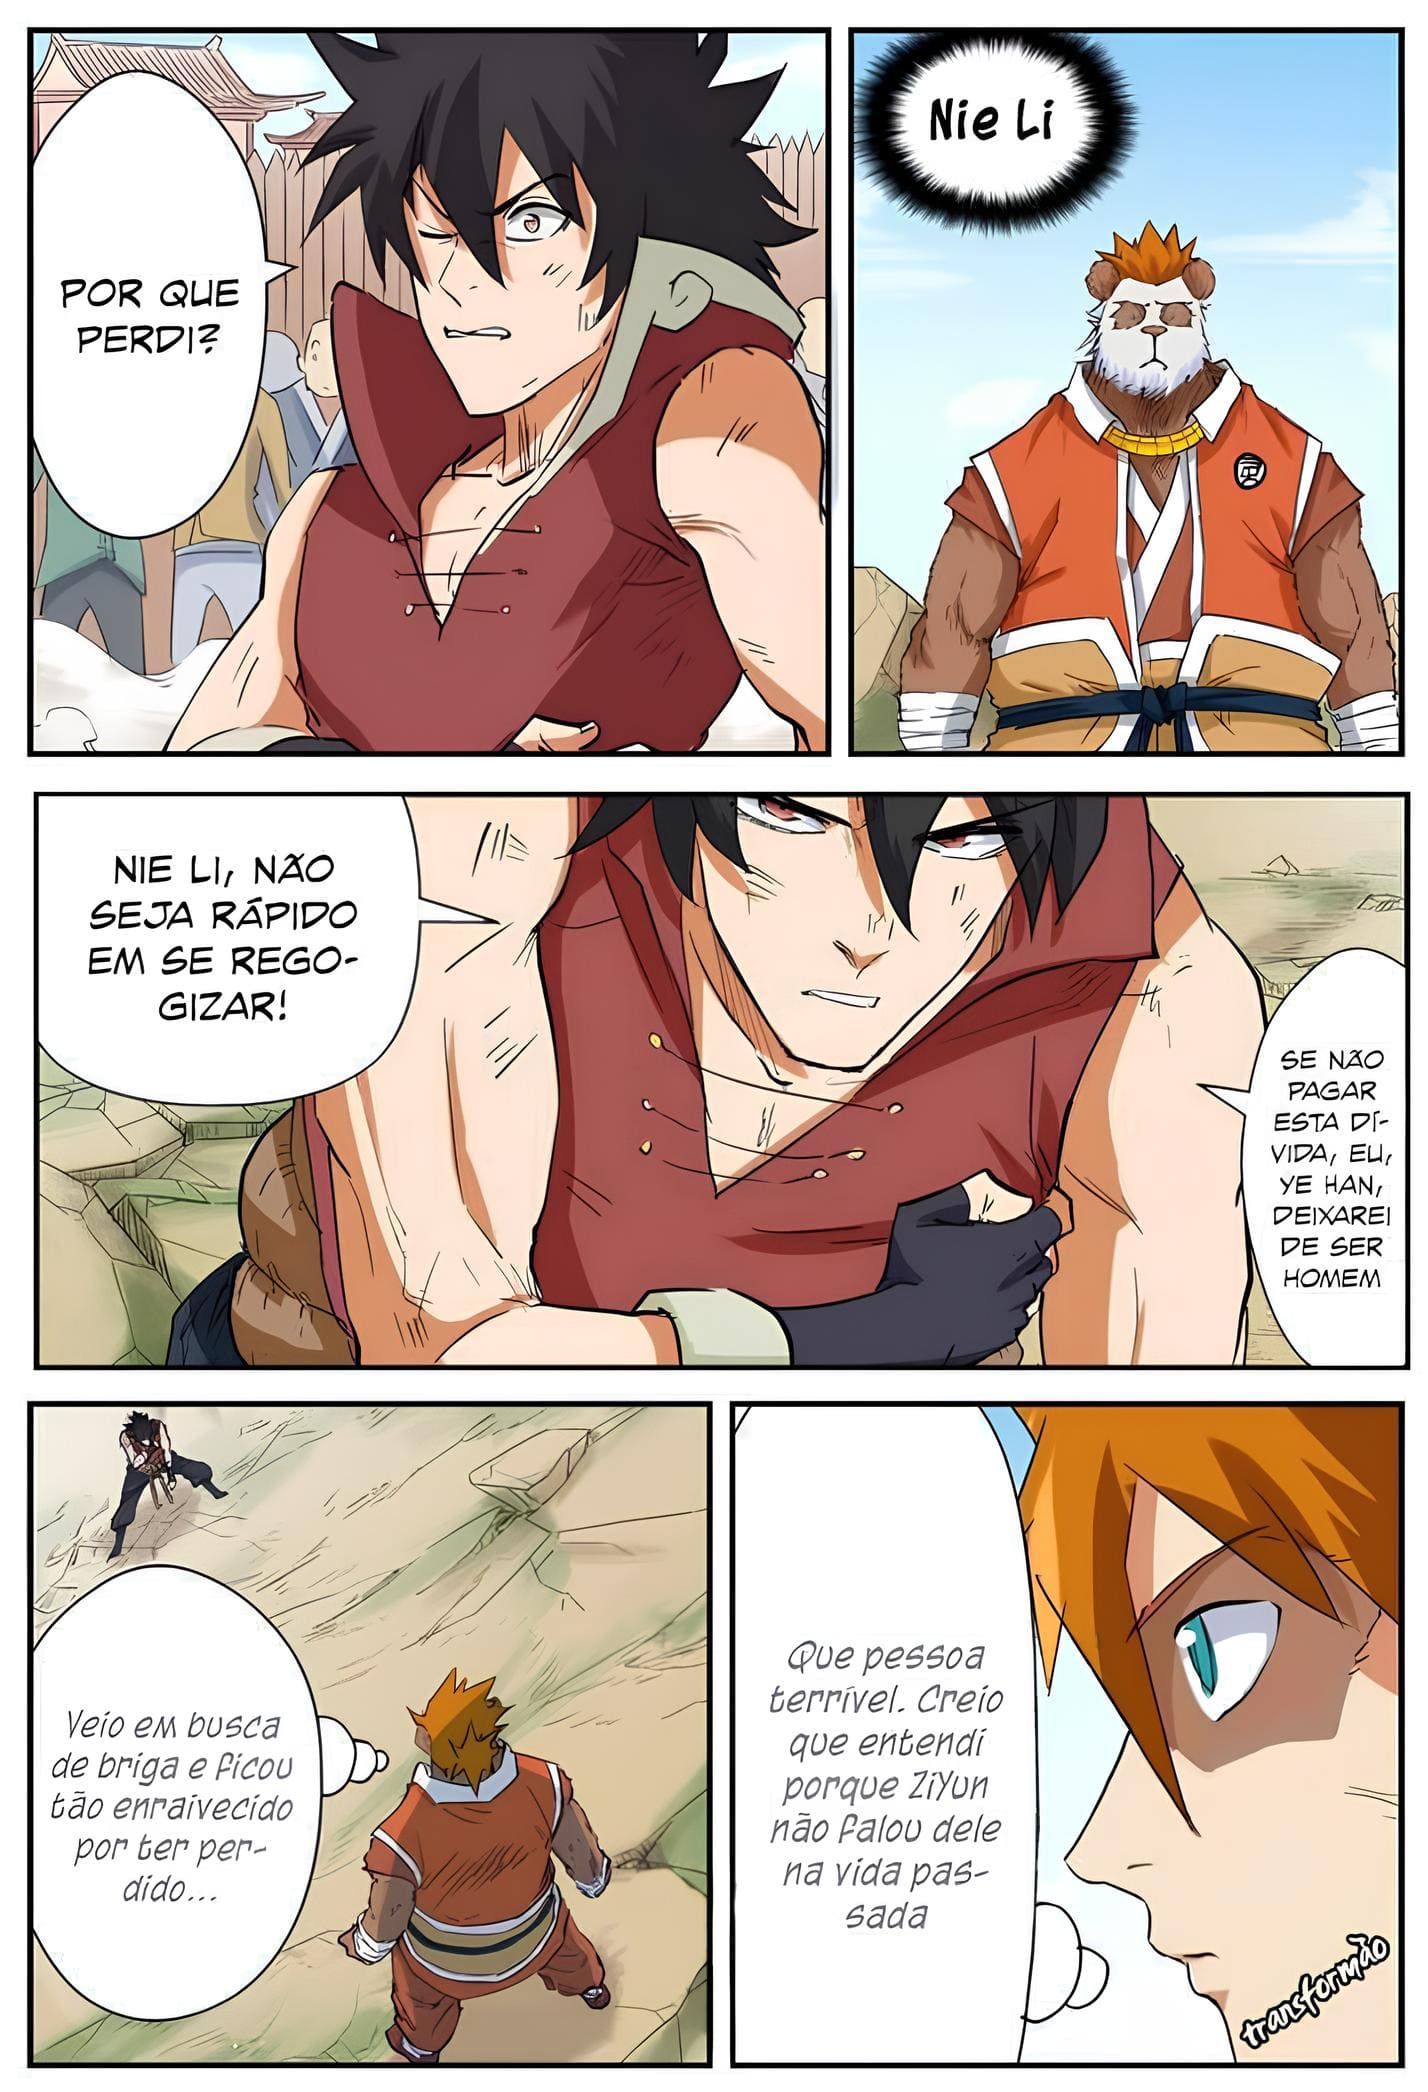 POR QUE
PERDI?
Nie Li
NIE LI, NÃO
SEJA RÁPIDO
EM SE REGO-
GIZAR!
SE NÃO
PAGAR
ESTA DÍ-
VIDA, EU,
YE HAN,
DEIXAREI
DE SER
HOMEM
Veio em busca
de briga e ficou
tão enraivecido
por ter per-
dido...
Que pessoa
terrível. Creio
que entendi
porque ZiYun
não falou dele
na vida pas-
sada
transformão